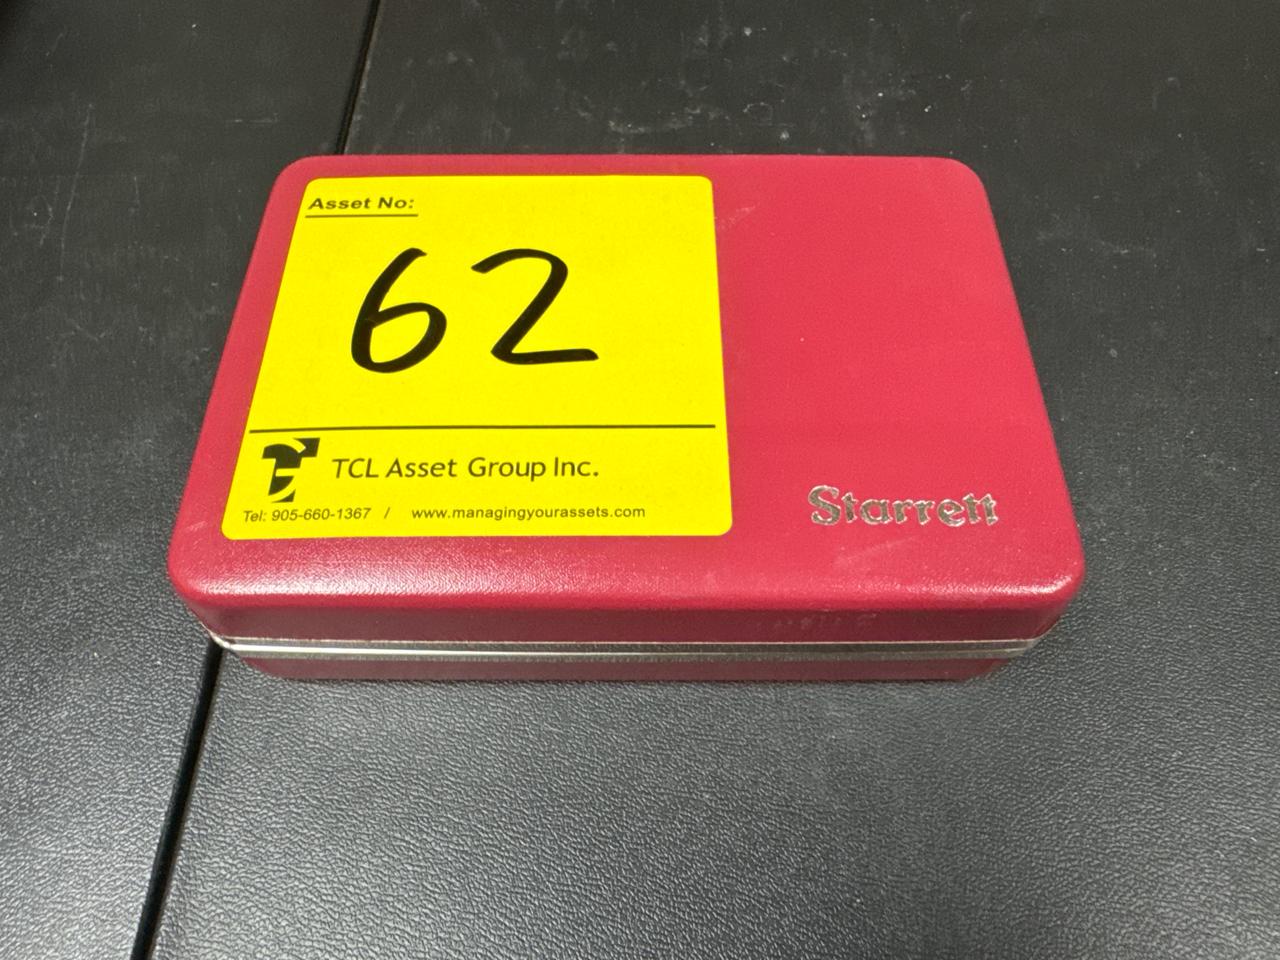 Asset No:
62
TCL Asset Group Inc.
Tel: 905-660-1367 / www.managingyourassets.com
Starrett